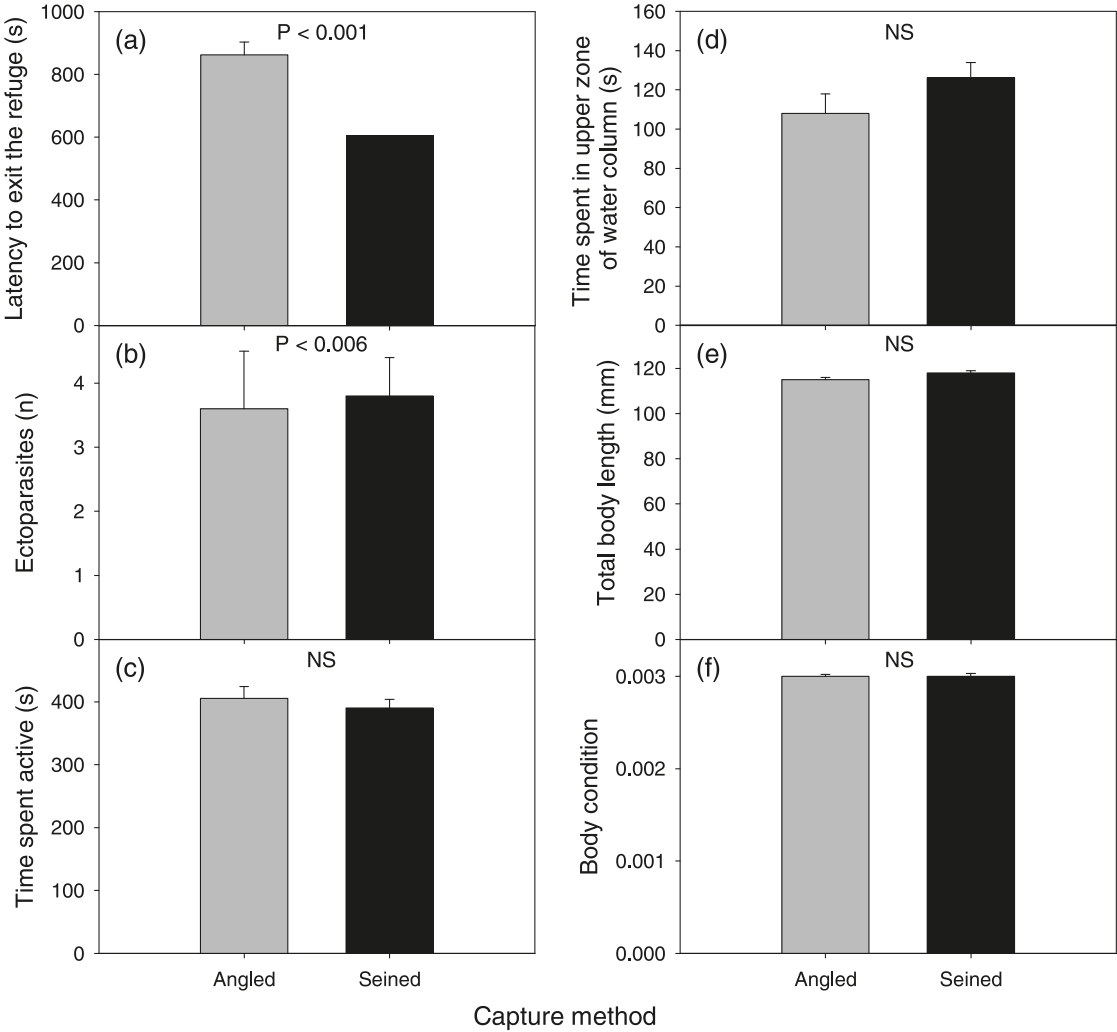 Latency to exit the refuge (s)
1000
800
600
400
200
0
(a)
P < 0.001
Ectoparasites (n)
4
3
2
1
0
(b)
P < 0.006
Time spent active (s)
400
300
200
100
0
(c)
NS
Angled
Seined
Time spent in upper zone
of water column (s)
160
140
120
100
80
60
40
20
0
(d)
NS
Total body length (mm)
120
100
80
60
40
20
0
(e)
NS
Body condition
0.003
0.002
0.001
0.000
(f)
NS
Angled
Seined
Capture method